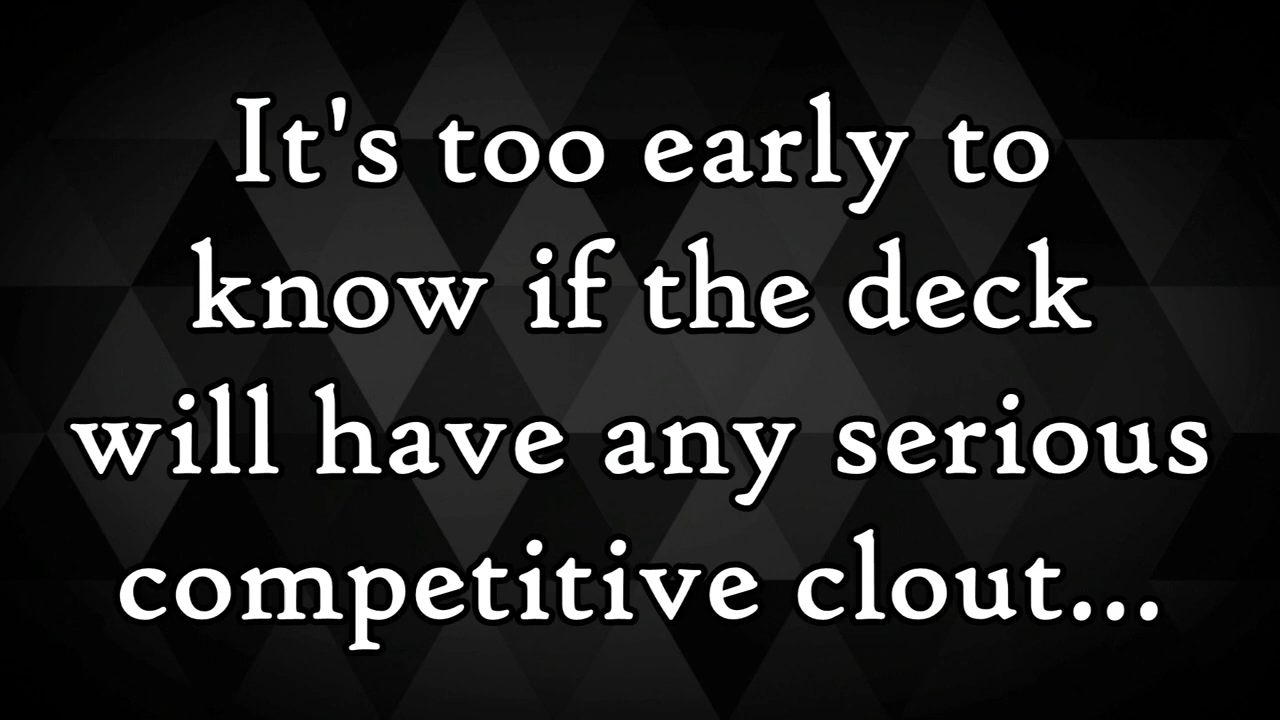 It's too early to
know if the deck
will have any serious
competitive clout...